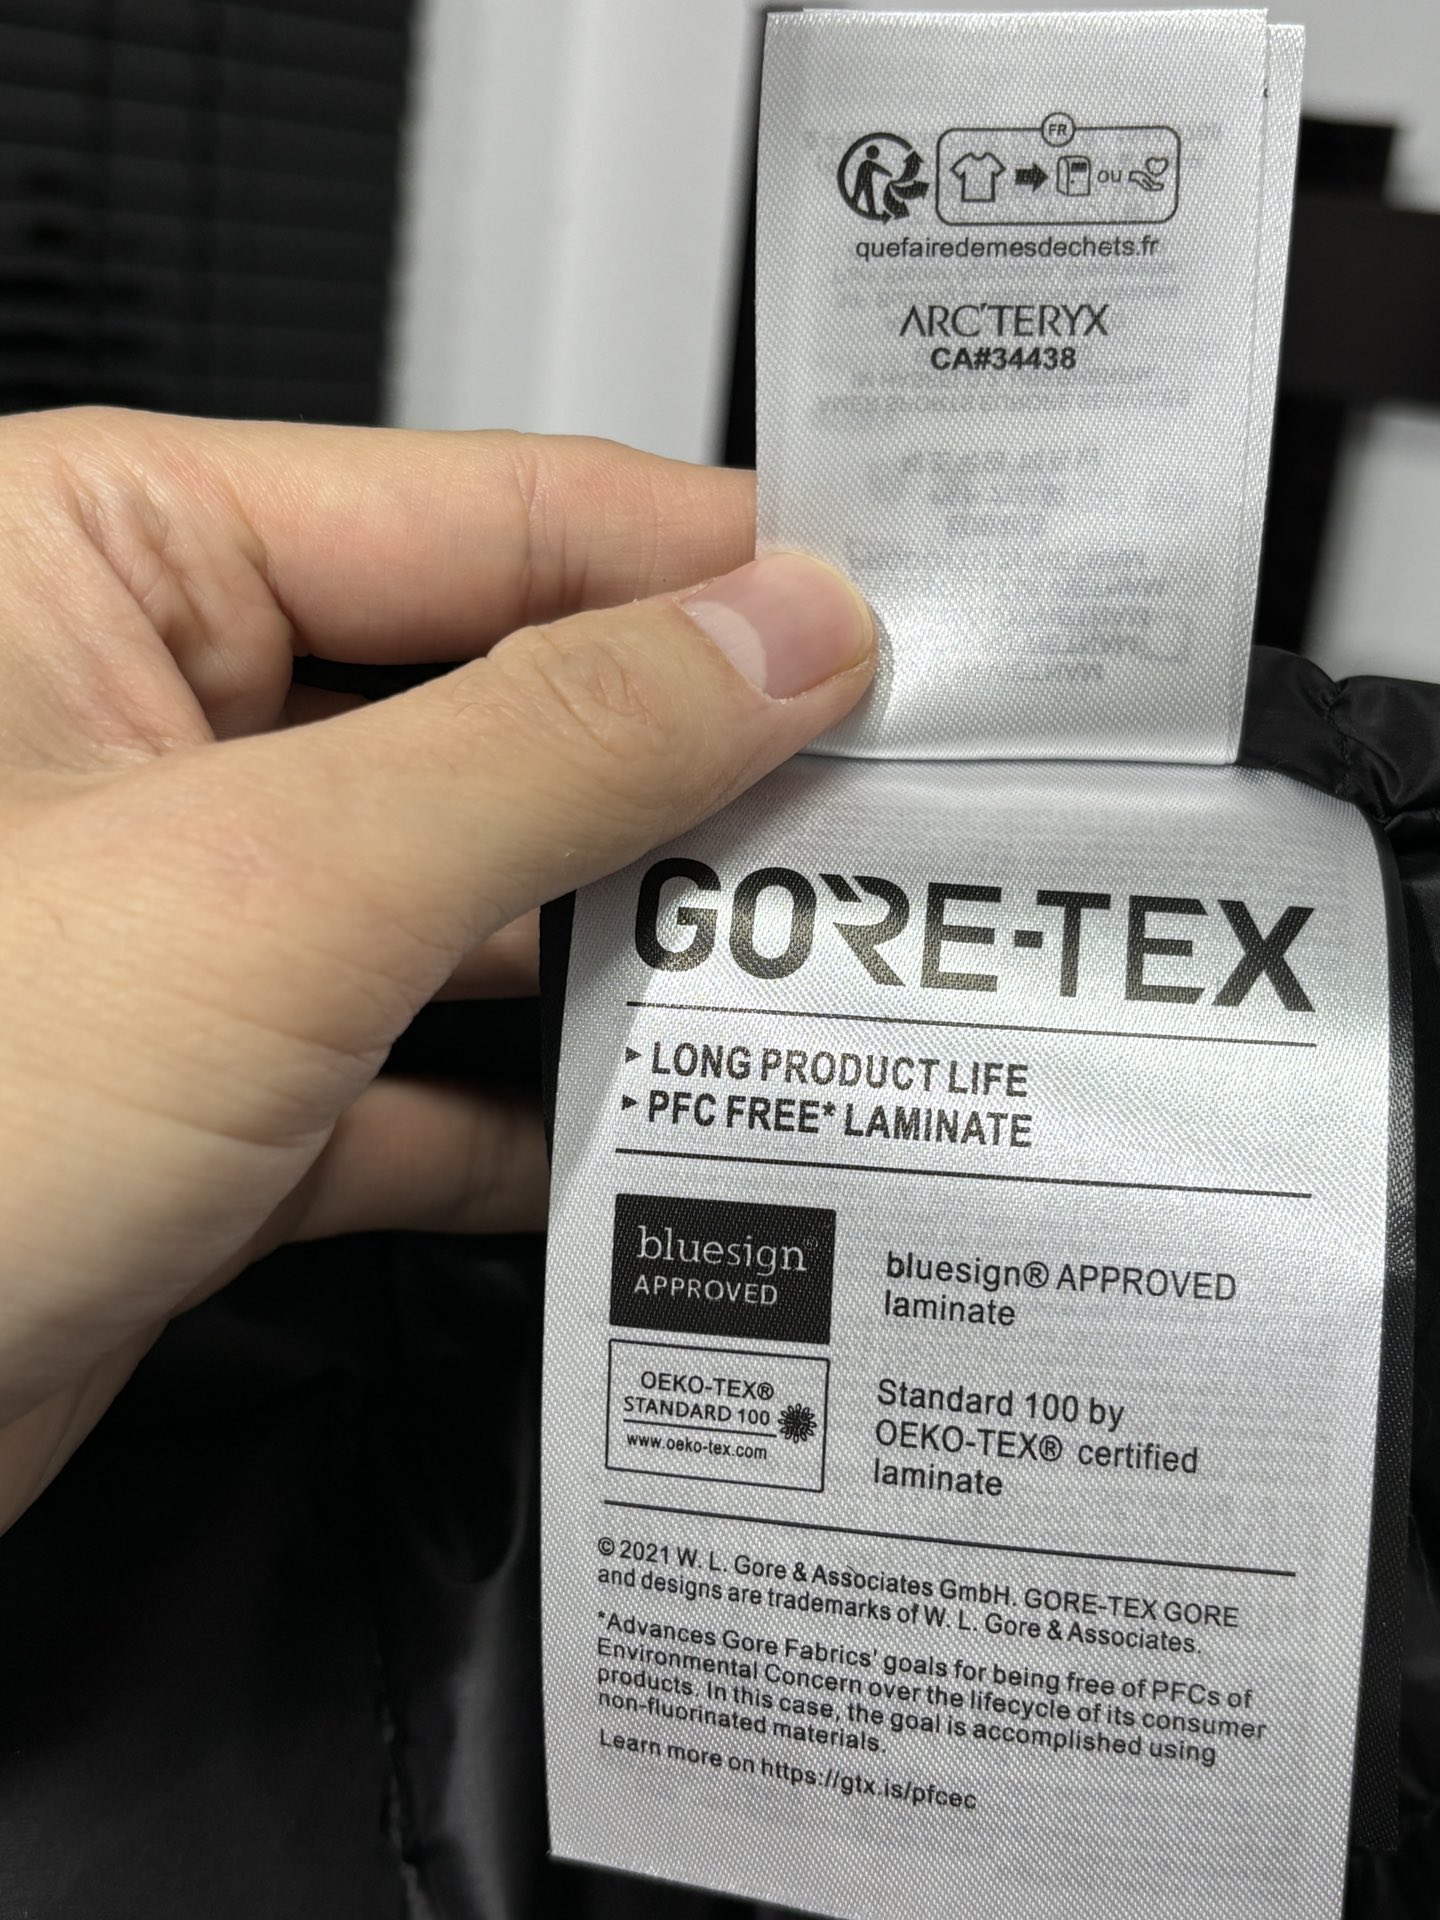 FR
ou
quefairedemesdechets.fr
ARC'TERYX
CA#34438
GORE-TEX
▸ LONG PRODUCT LIFE
▸ PFC FREE* LAMINATE
bluesign®
APPROVED
bluesign® APPROVED
laminate
OEKO-TEX®
STANDARD 100
www.oeko-tex.com
Standard 100 by
OEKO-TEX® certified
laminate
© 2021 W. L. Gore & Associates GmbH. GORE-TEX GORE
and designs are trademarks of W. L. Gore & Associates.
*Advances Gore Fabrics' goals for being free of PFCs of
Environmental Concern over the lifecycle of its consumer
products. In this case, the goal is accomplished using
non-fluorinated materials.
Learn more on https://gtx.is/pfcec